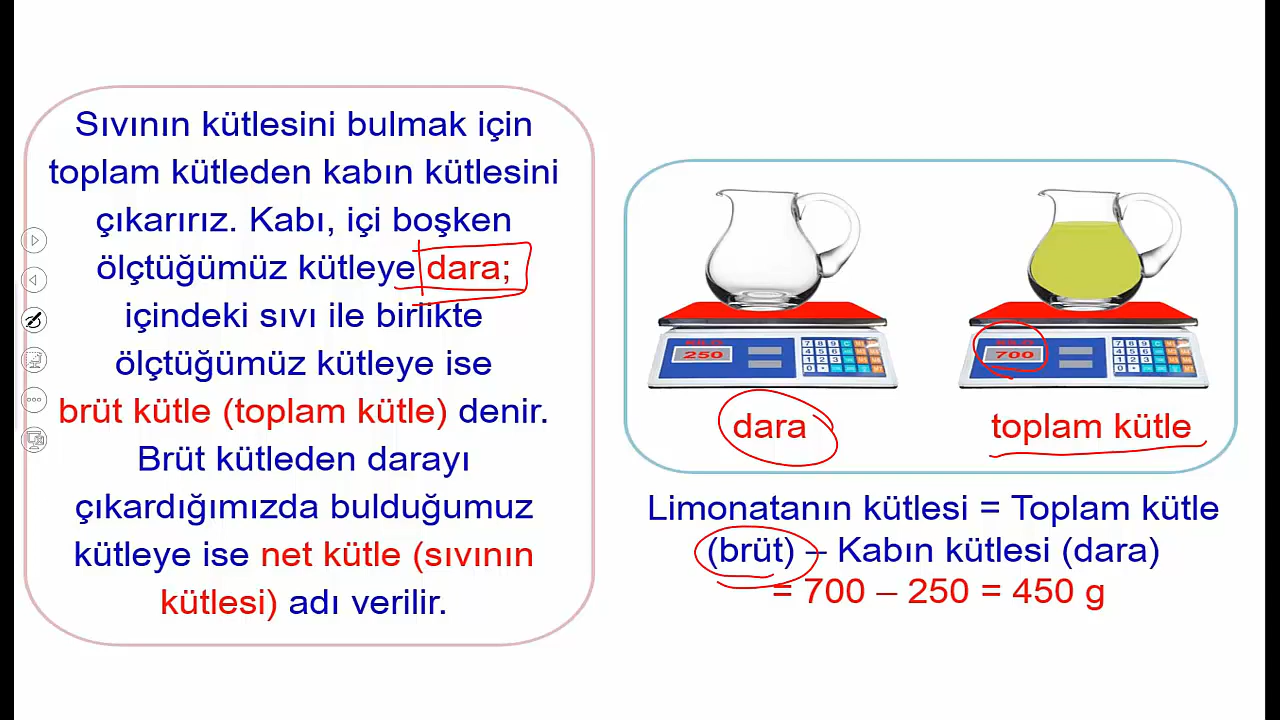 Sıvının kütlesini bulmak için
toplam kütleden kabın kütlesini
çıkarırız. Kabı, içi boşken
ölçtüğümüz kütleye dara;
içindeki sıvı ile birlikte
ölçtüğümüz kütleye ise
brüt kütle (toplam kütle) denir.
Brüt kütleden darayı
çıkardığımızda bulduğumuz
kütleye ise net kütle (sıvının
kütlesi) adı verilir.
250
700
dara
toplam kütle
Limonatanın kütlesi = Toplam kütle
(brüt) – Kabın kütlesi (dara)
= 700 – 250 = 450 g